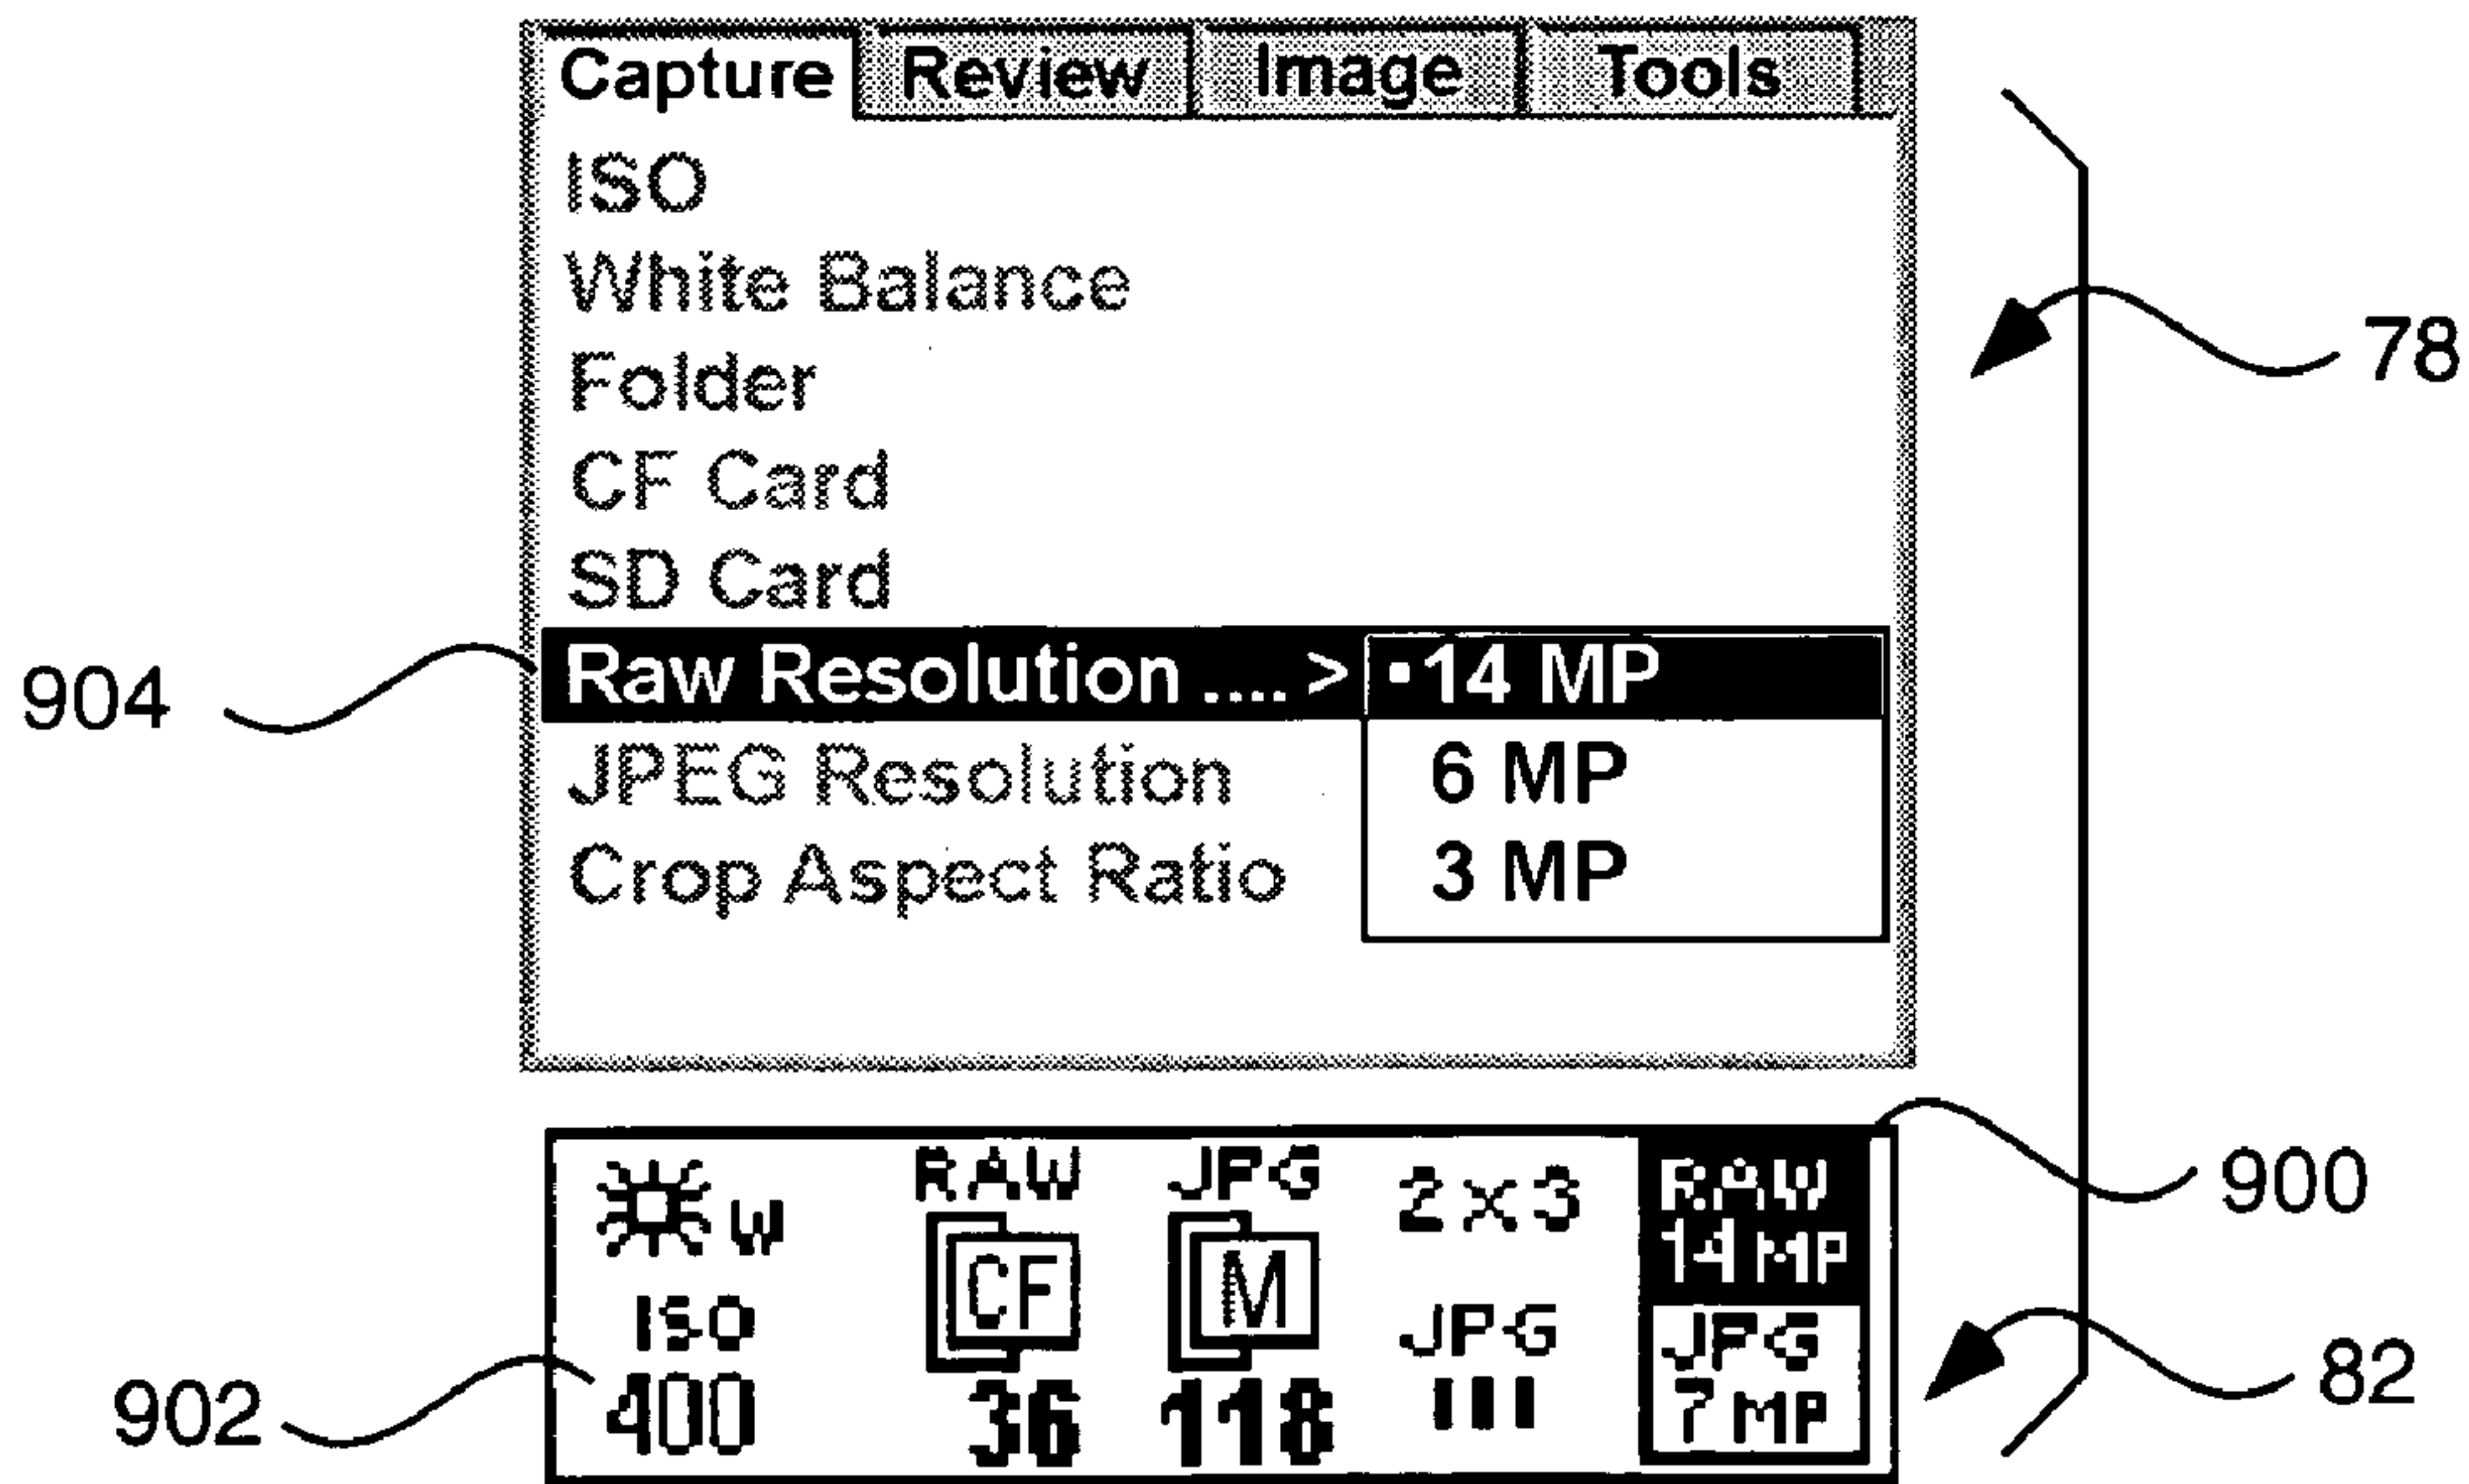 Capture Review Image Tools
ISO
White Balance
Folder
78
CF Card
SD Card
904
Raw Resolution .... > ▪14 MP
JPEG Resolution 6 MP
Crop Aspect Ratio 3 MP
900
RAW JPG 2x3 RAW
W CF M 14 MP
ISO JPG JPG
82
902
400 36 118 III 7 MP